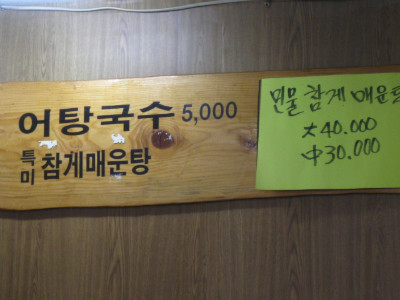 어탕국수 5,000
특미 참게매운탕
민물 참게 매운탕
大 40.000
中 30.000